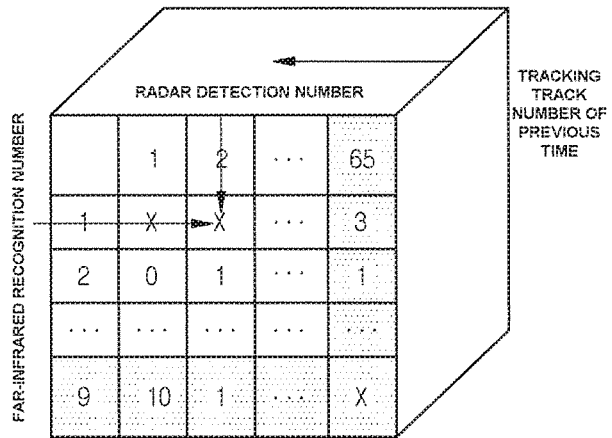 RADAR DETECTION NUMBER
TRACKING
TRACK
NUMBER OF
PREVIOUS
TIME
FAR-INFRARED RECOGNITION NUMBER
1 2 ... 65
1 X X ... 3
2 0 1 ... 1
... ... ... ... ...
9 10 1 ... X